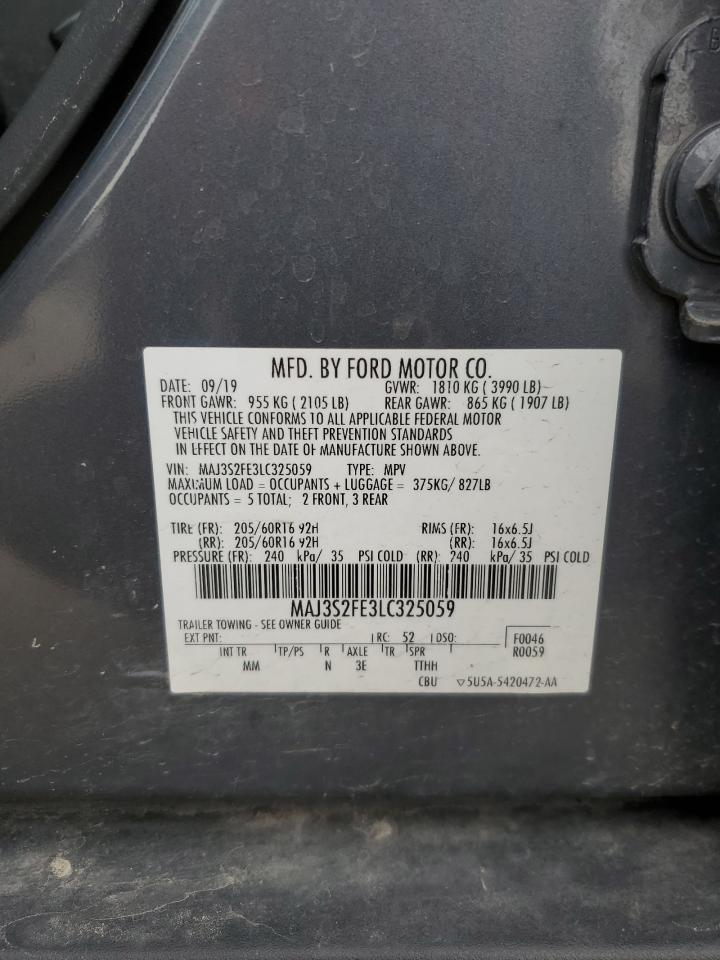 MFD. BY FORD MOTOR CO.
DATE: 09/19 GVWR: 1810 KG ( 3990 LB)
FRONT GAWR: 955 KG ( 2105 LB) REAR GAWR: 865 KG ( 1907 LB)
THIS VEHICLE CONFORMS TO ALL APPLICABLE FEDERAL MOTOR
VEHICLE SAFETY AND THEFT PREVENTION STANDARDS
IN EFFECT ON THE DATE OF MANUFACTURE SHOWN ABOVE.
VIN: MAJ3S2FE3LC325059 TYPE: MPV
MAXIMUM LOAD = OCCUPANTS + LUGGAGE = 375KG/ 827LB
OCCUPANTS = 5 TOTAL; 2 FRONT, 3 REAR
TIRE (FR): 205/60R16 92H RIMS (FR): 16x6.5J
(RR): 205/60R16 92H (RR): 16x6.5J
PRESSURE (FR): 240 kPa/ 35 PSI COLD (RR): 240 kPa/ 35 PSI COLD
MAJ3S2FE3LC325059
TRAILER TOWING - SEE OWNER GUIDE
EXT PNT: RC: 52 DSO: F0046
R0059
INT TR TP/PS R AXLE TR SPR
MM N 3E TTHH
CBU ▽5U5A-5420472-AA